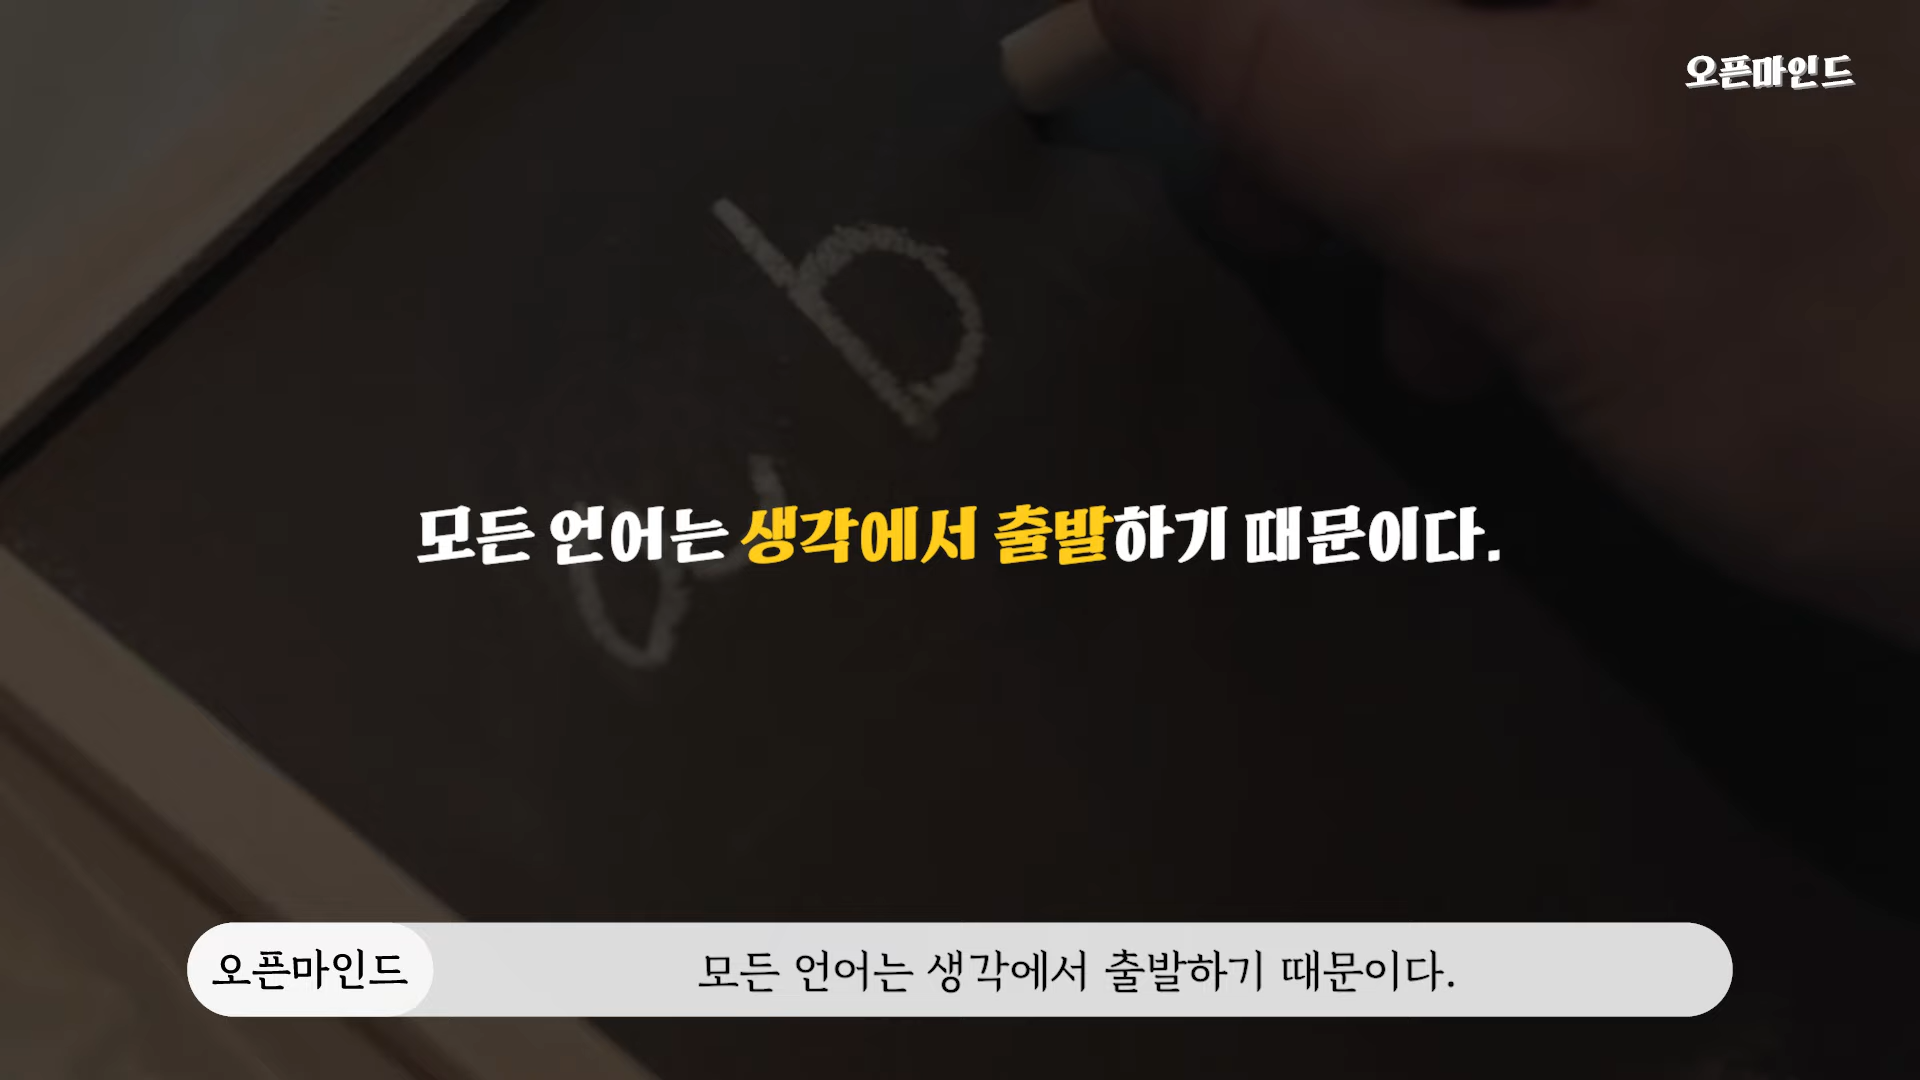 오픈마인드
a b
모든 언어는 생각에서 출발하기 때문이다.
오픈마인드
모든 언어는 생각에서 출발하기 때문이다.